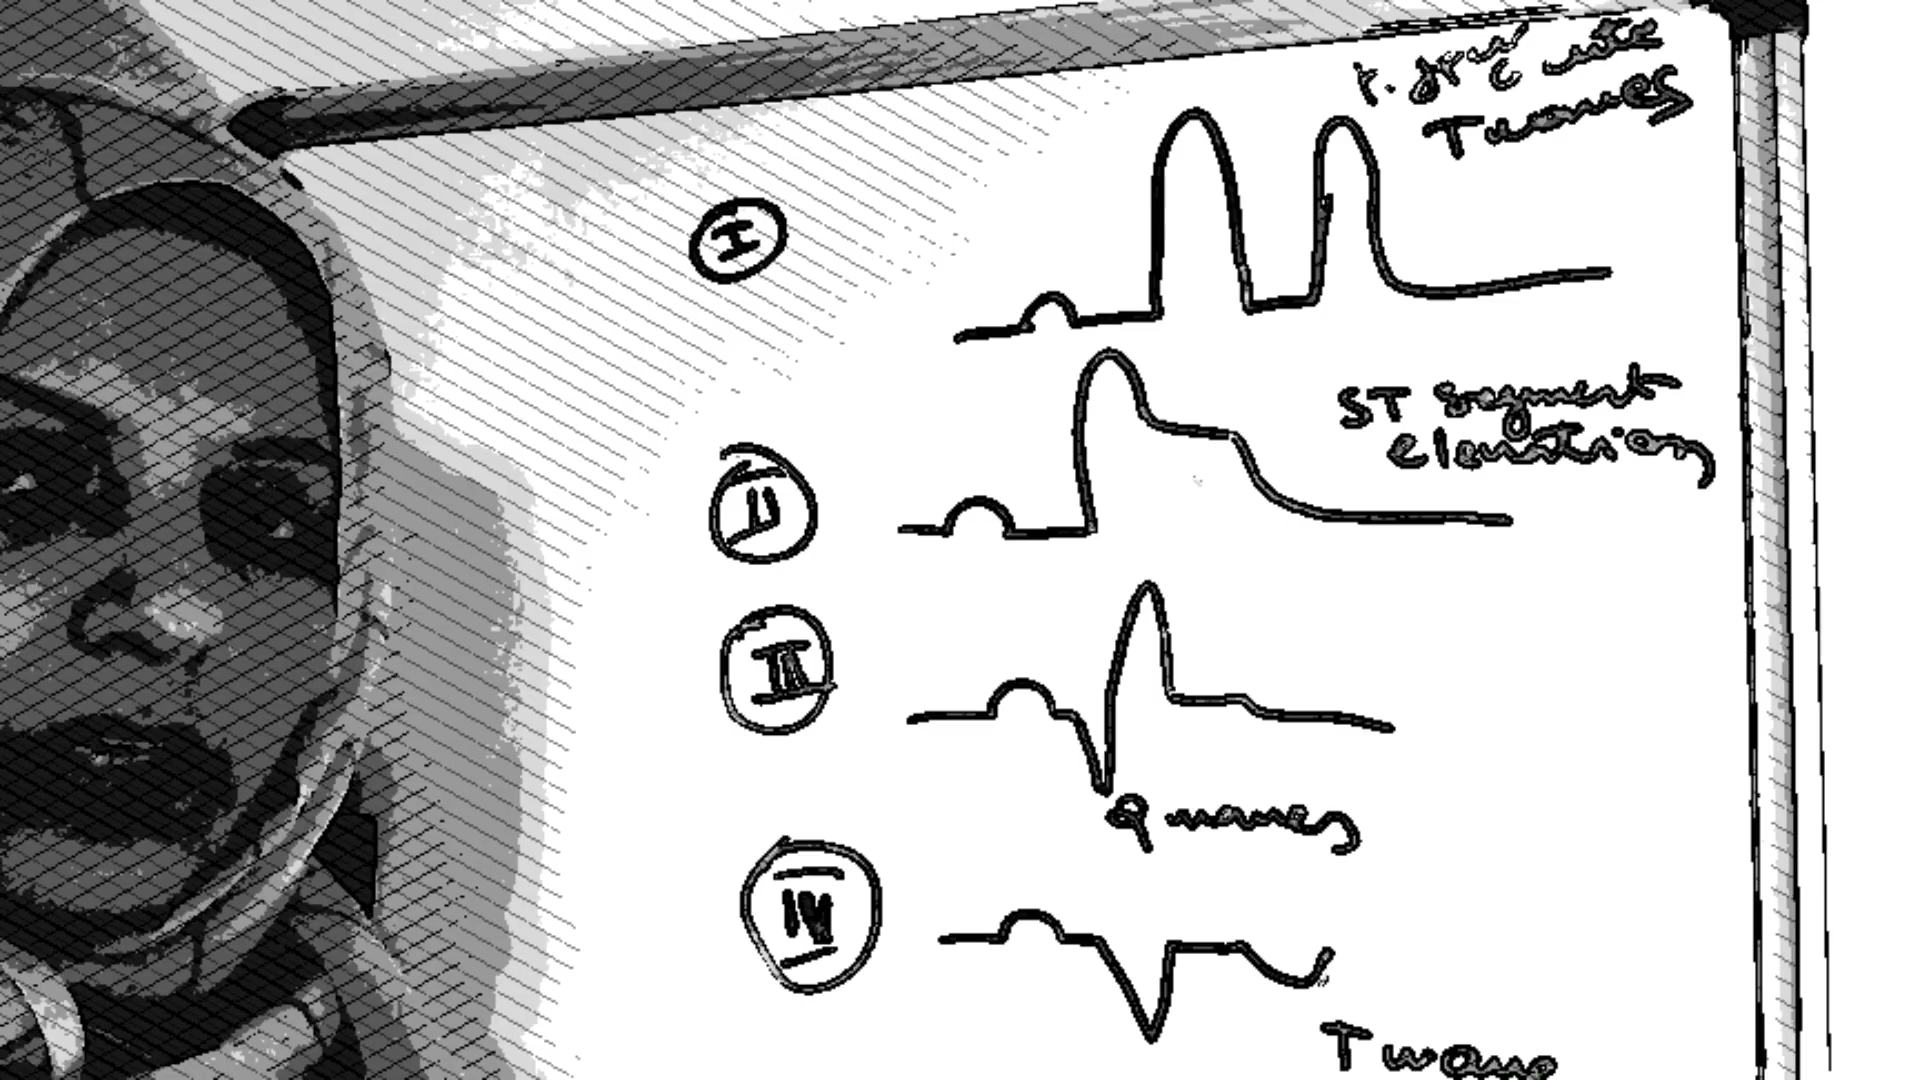 T waves
I
ST segment
elevation
II
III
Q waves
IV
T wave